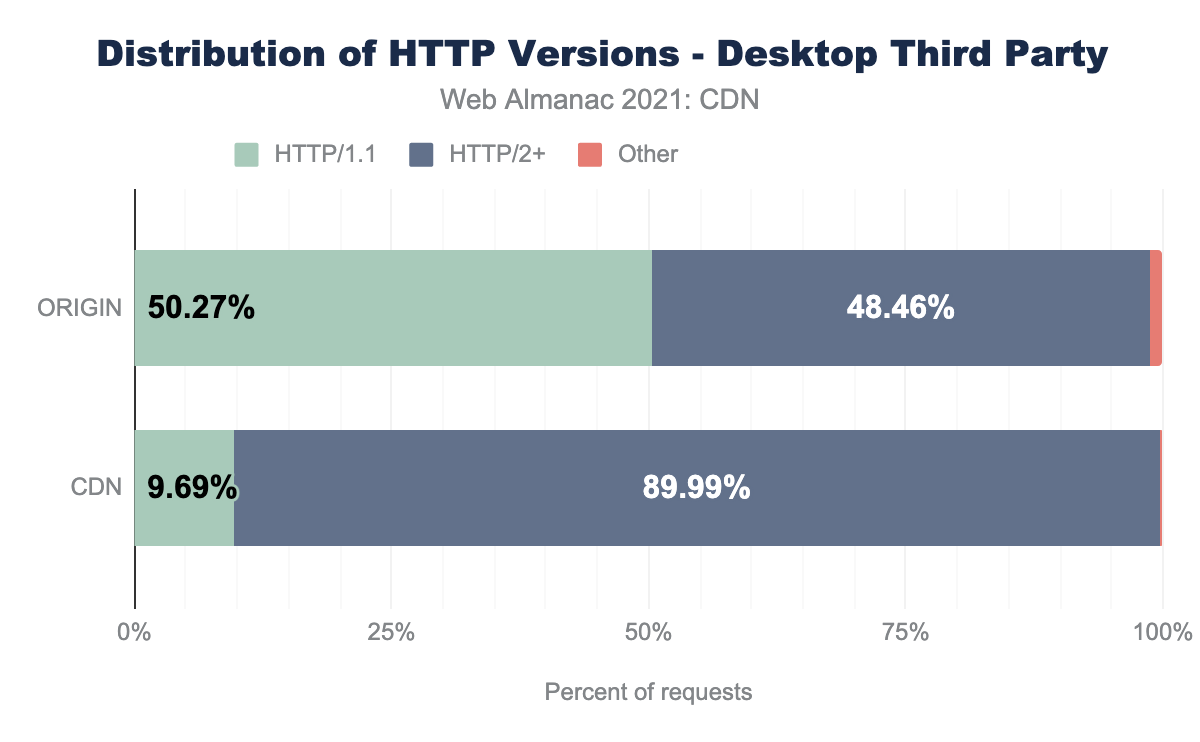 Distribution of HTTP Versions - Desktop Third Party
Web Almanac 2021: CDN
HTTP/1.1 HTTP/2+ Other
ORIGIN 50.27% 48.46%
CDN 9.69% 89.99%
0% 25% 50% 75% 100%
Percent of requests